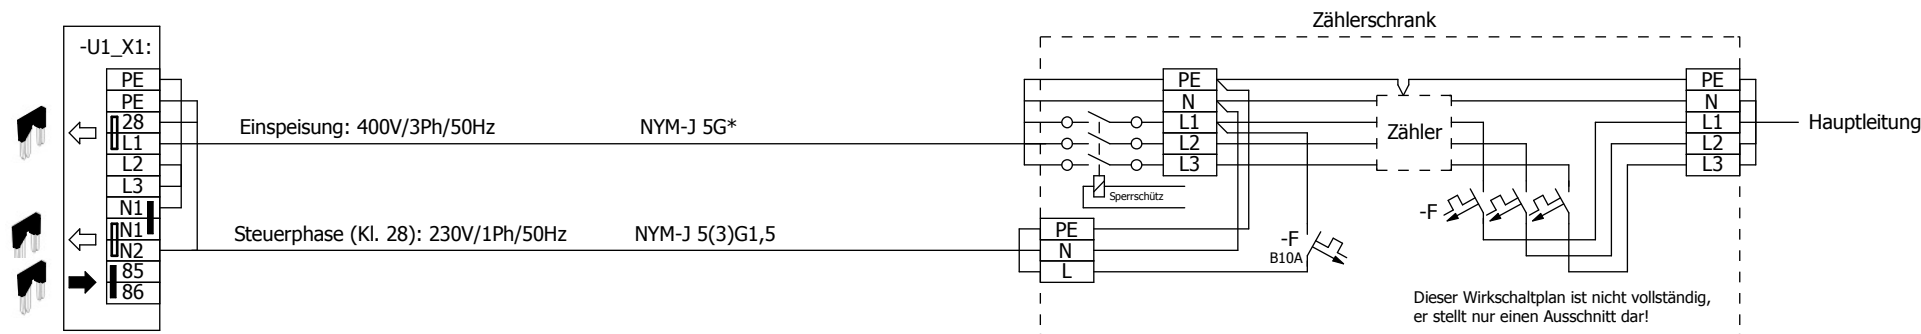 Zählerschrank
-U1_X1:
PE
PE
28
L1
L2
L3
N1
N1
N2
85
86
Einspeisung: 400V/3Ph/50Hz NYM-J 5G*
Steuerphase (Kl. 28): 230V/1Ph/50Hz NYM-J 5(3)G1,5
PE
N
L1
L2
L3
Sperrschütz
PE
N
L
-F
B10A
Zähler
-F
PE
N
L1
L2
L3
Hauptleitung
Dieser Wirkschaltplan ist nicht vollständig,
er stellt nur einen Ausschnitt dar!